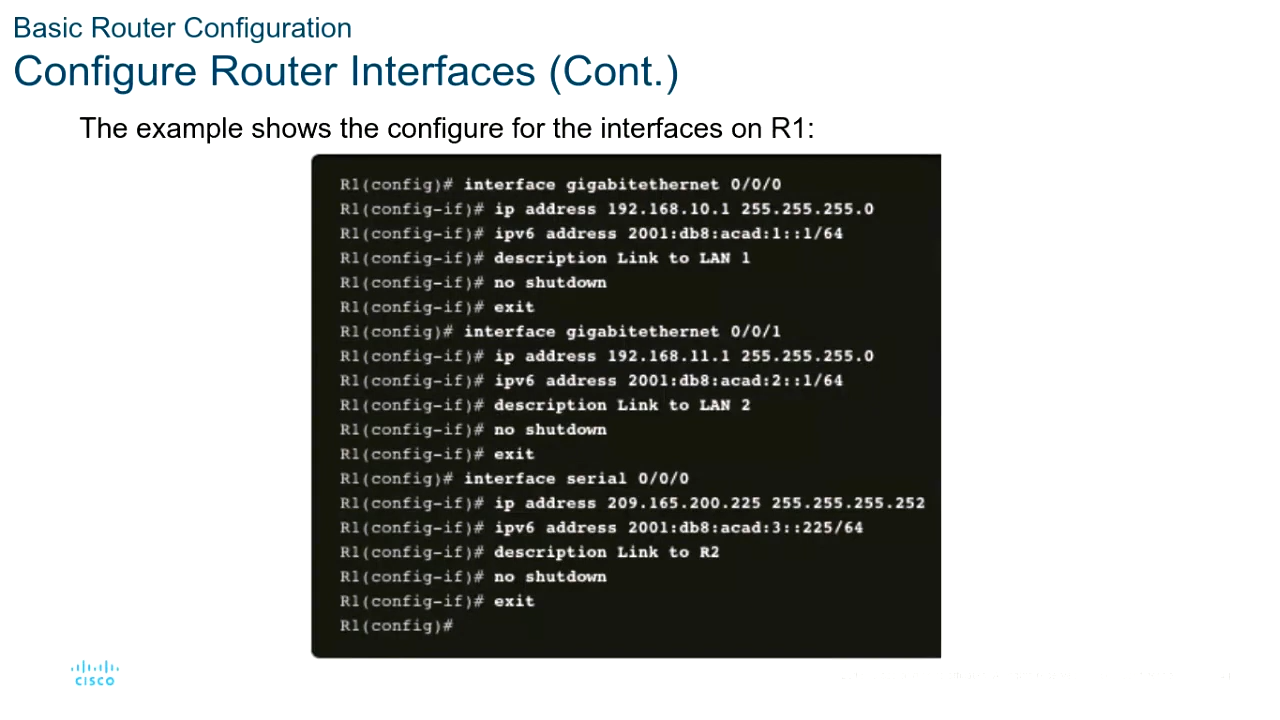 Basic Router Configuration
Configure Router Interfaces (Cont.)
The example shows the configure for the interfaces on R1:
R1(config)# interface gigabitethernet 0/0/0
R1(config-if)# ip address 192.168.10.1 255.255.255.0
R1(config-if)# ipv6 address 2001:db8:acad:1::1/64
R1(config-if)# description Link to LAN 1
R1(config-if)# no shutdown
R1(config-if)# exit
R1(config)# interface gigabitethernet 0/0/1
R1(config-if)# ip address 192.168.11.1 255.255.255.0
R1(config-if)# ipv6 address 2001:db8:acad:2::1/64
R1(config-if)# description Link to LAN 2
R1(config-if)# no shutdown
R1(config-if)# exit
R1(config)# interface serial 0/0/0
R1(config-if)# ip address 209.165.200.225 255.255.255.252
R1(config-if)# ipv6 address 2001:db8:acad:3::225/64
R1(config-if)# description Link to R2
R1(config-if)# no shutdown
R1(config-if)# exit
R1(config)#
CISCO